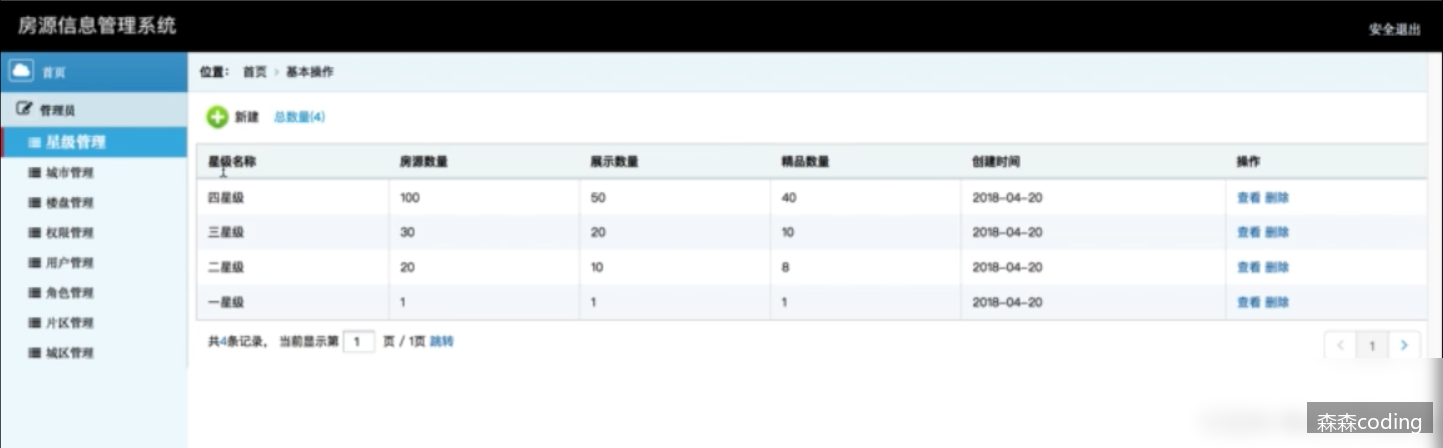 房源信息管理系统
安全退出
首页
位置： 首页 › 基本操作
管理员
星级管理
城市管理
楼盘管理
权限管理
用户管理
角色管理
片区管理
城区管理
新建 总数量(4)
星级名称 房源数量 展示数量 精品数量 创建时间 操作
四星级 100 50 40 2018-04-20 查看 删除
三星级 30 20 10 2018-04-20 查看 删除
二星级 20 10 8 2018-04-20 查看 删除
一星级 1 1 1 2018-04-20 查看 删除
共4条记录， 当前显示第 1 页 / 1页 跳转
< 1 >
森森coding